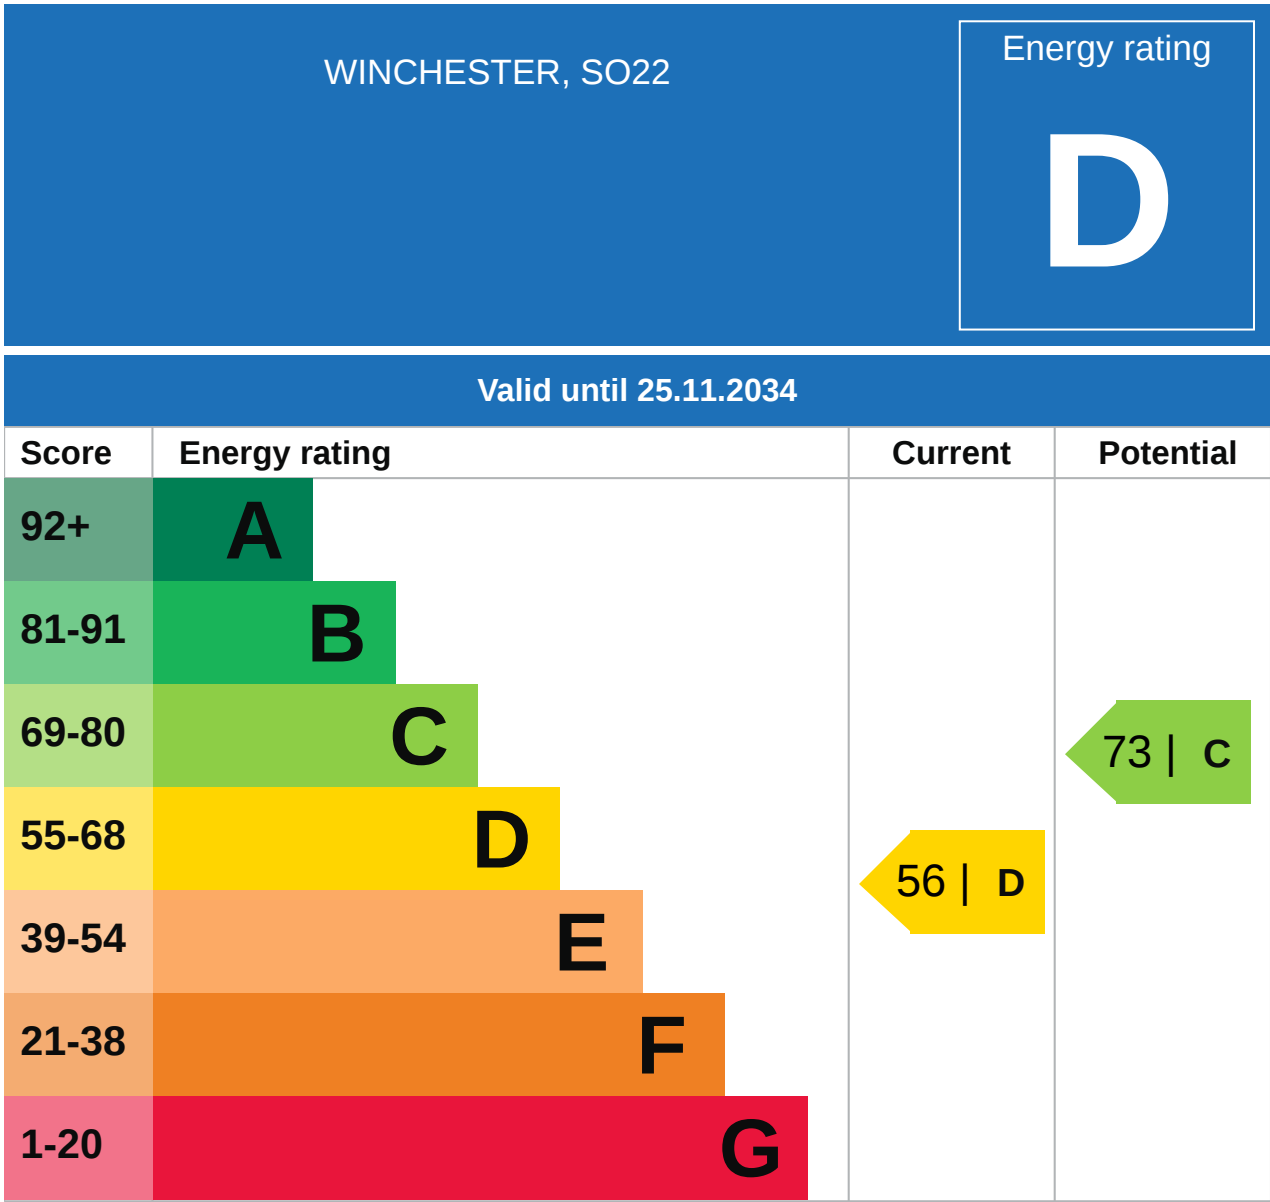 WINCHESTER, SO22
Energy rating
D
Valid until 25.11.2034
Score Energy rating Current Potential
92+ A
81-91 B
69-80 C
73 | C
55-68 D
56 | D
39-54 E
21-38 F
1-20 G